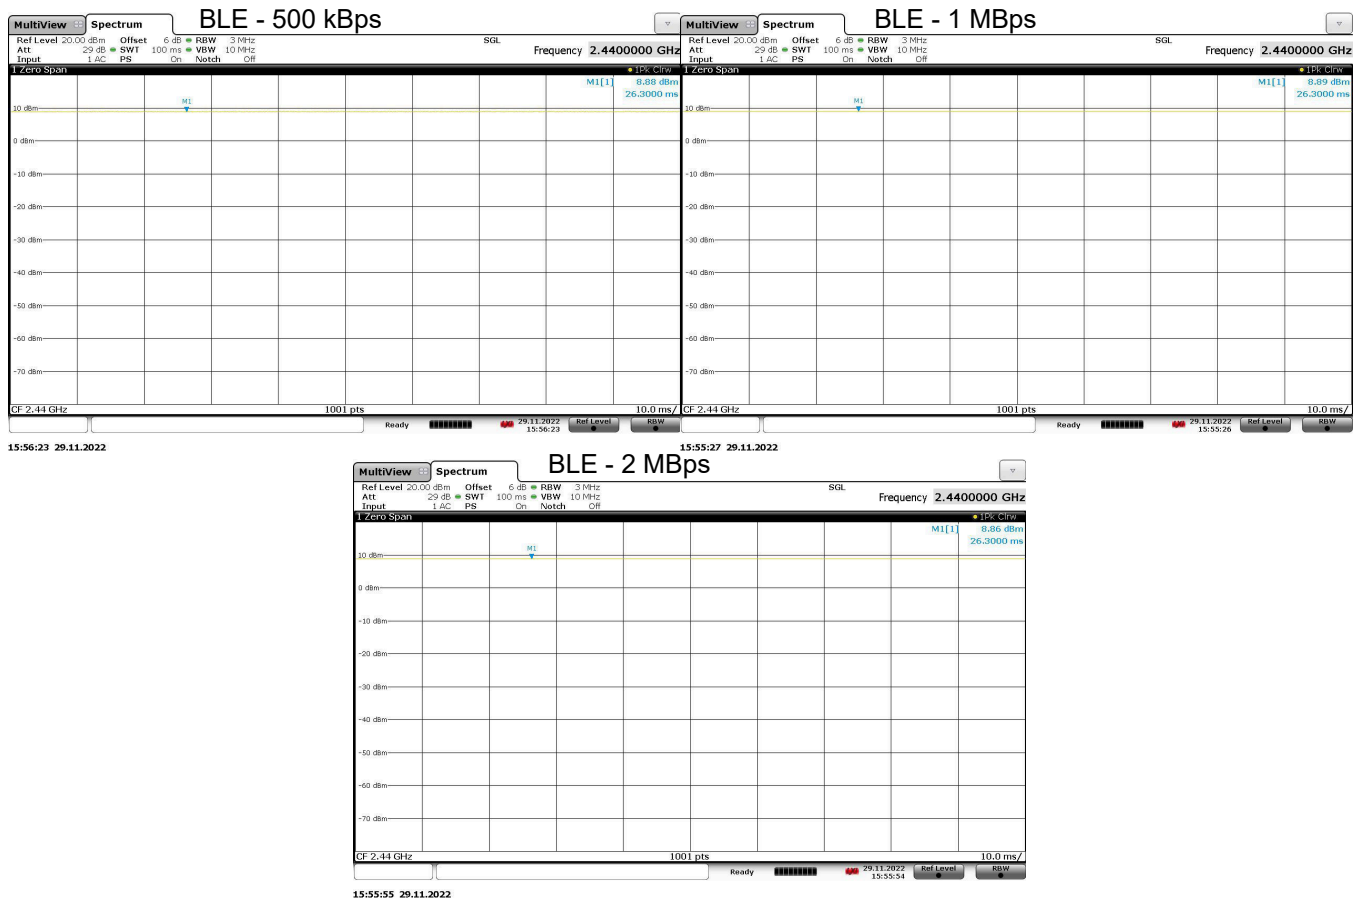 BLE - 500 kBps
MultiView Spectrum
Ref Level 20.00 dBm Offset 6 dB RBW 3 MHz SGL
Att 29 dB SWT 100 ms VBW 10 MHz Frequency 2.4400000 GHz
Input 1 AC PS On Notch Off
1 Zero Span 1Pk Clrw
M1[1] 8.88 dBm
26.3000 ms
M1
10 dBm
0 dBm
-10 dBm
-20 dBm
-30 dBm
-40 dBm
-50 dBm
-60 dBm
-70 dBm
CF 2.44 GHz 1001 pts 10.0 ms/
Ready 29.11.2022 15:56:23 Ref Level RBW
15:56:23 29.11.2022
BLE - 1 MBps
MultiView Spectrum
Ref Level 20.00 dBm Offset 6 dB RBW 3 MHz SGL
Att 29 dB SWT 100 ms VBW 10 MHz Frequency 2.4400000 GHz
Input 1 AC PS On Notch Off
1 Zero Span 1Pk Clrw
M1[1] 8.89 dBm
26.3000 ms
M1
10 dBm
0 dBm
-10 dBm
-20 dBm
-30 dBm
-40 dBm
-50 dBm
-60 dBm
-70 dBm
CF 2.44 GHz 1001 pts 10.0 ms/
Ready 29.11.2022 15:55:26 Ref Level RBW
15:55:27 29.11.2022
BLE - 2 MBps
MultiView Spectrum
Ref Level 20.00 dBm Offset 6 dB RBW 3 MHz SGL
Att 29 dB SWT 100 ms VBW 10 MHz Frequency 2.4400000 GHz
Input 1 AC PS On Notch Off
1 Zero Span 1Pk Clrw
M1[1] 8.86 dBm
26.3000 ms
M1
10 dBm
0 dBm
-10 dBm
-20 dBm
-30 dBm
-40 dBm
-50 dBm
-60 dBm
-70 dBm
CF 2.44 GHz 1001 pts 10.0 ms/
Ready 29.11.2022 15:55:54 Ref Level RBW
15:55:55 29.11.2022